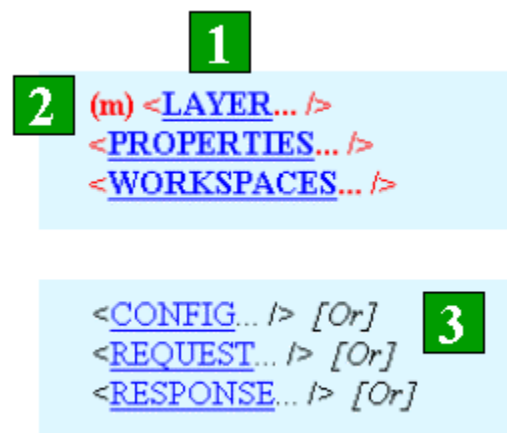 1
2 (m) <LAYER... />
<PROPERTIES... />
<WORKSPACES... />
<CONFIG... /> [Or] 3
<REQUEST... /> [Or]
<RESPONSE... /> [Or]